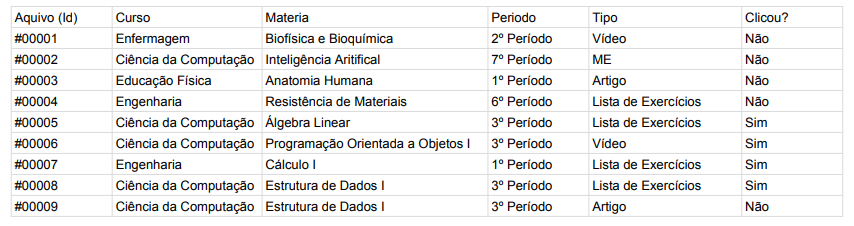 Aquivo (Id) Curso Materia Periodo Tipo Clicou?
#00001 Enfermagem Biofísica e Bioquímica 2º Período Vídeo Não
#00002 Ciência da Computação Inteligência Aritifical 7º Período ME Não
#00003 Educação Física Anatomia Humana 1º Período Artigo Não
#00004 Engenharia Resistência de Materiais 6º Período Lista de Exercícios Não
#00005 Ciência da Computação Álgebra Linear 3º Período Lista de Exercícios Sim
#00006 Ciência da Computação Programação Orientada a Objetos I 3º Período Vídeo Sim
#00007 Engenharia Cálculo I 1º Período Lista de Exercícios Sim
#00008 Ciência da Computação Estrutura de Dados I 3º Período Lista de Exercícios Sim
#00009 Ciência da Computação Estrutura de Dados I 3º Período Artigo Não